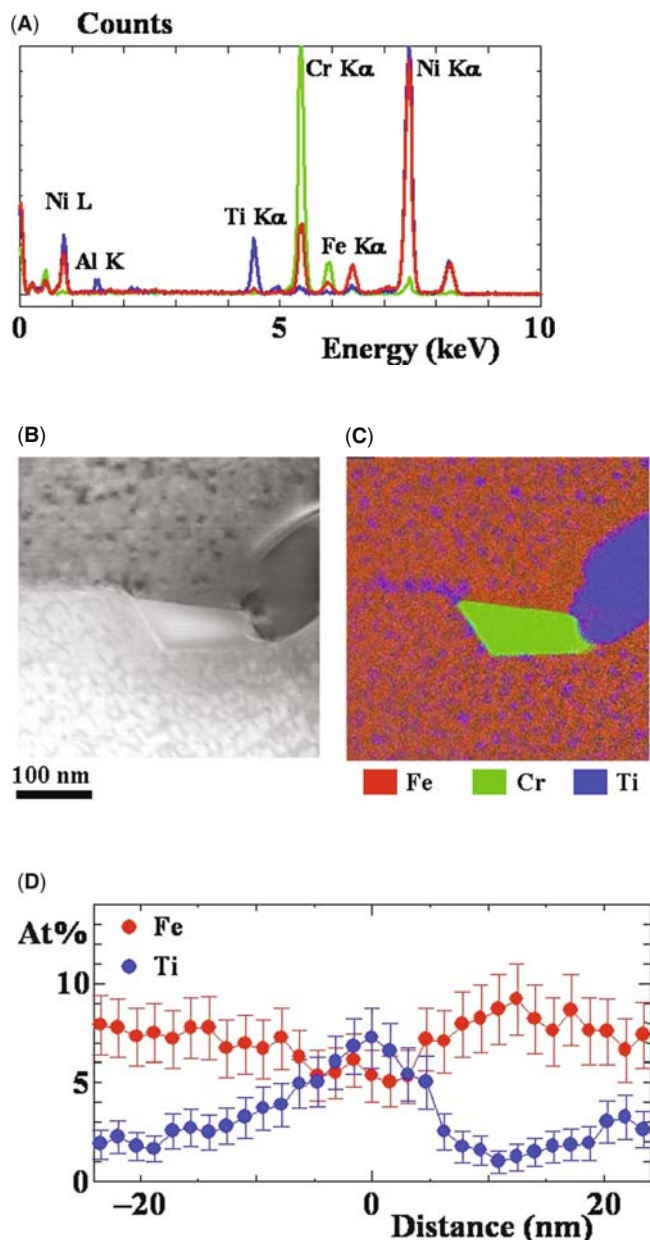 (A)
Counts
Cr Kα
Ni Kα
Ni L
Ti Kα
Al K
Fe Kα
0
5
10
Energy (keV)
(B)
(C)
100 nm
Fe
Cr
Ti
(D)
At%
Fe
Ti
10
5
0
−20
0
20
Distance (nm)